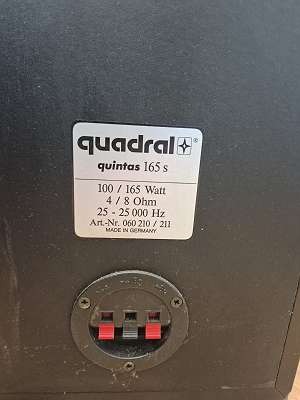 quadral®
quintas 165 s
100 / 165 Watt
4 / 8 Ohm
25 - 25 000 Hz
Art.-Nr. 060 210 / 211
MADE IN GERMANY